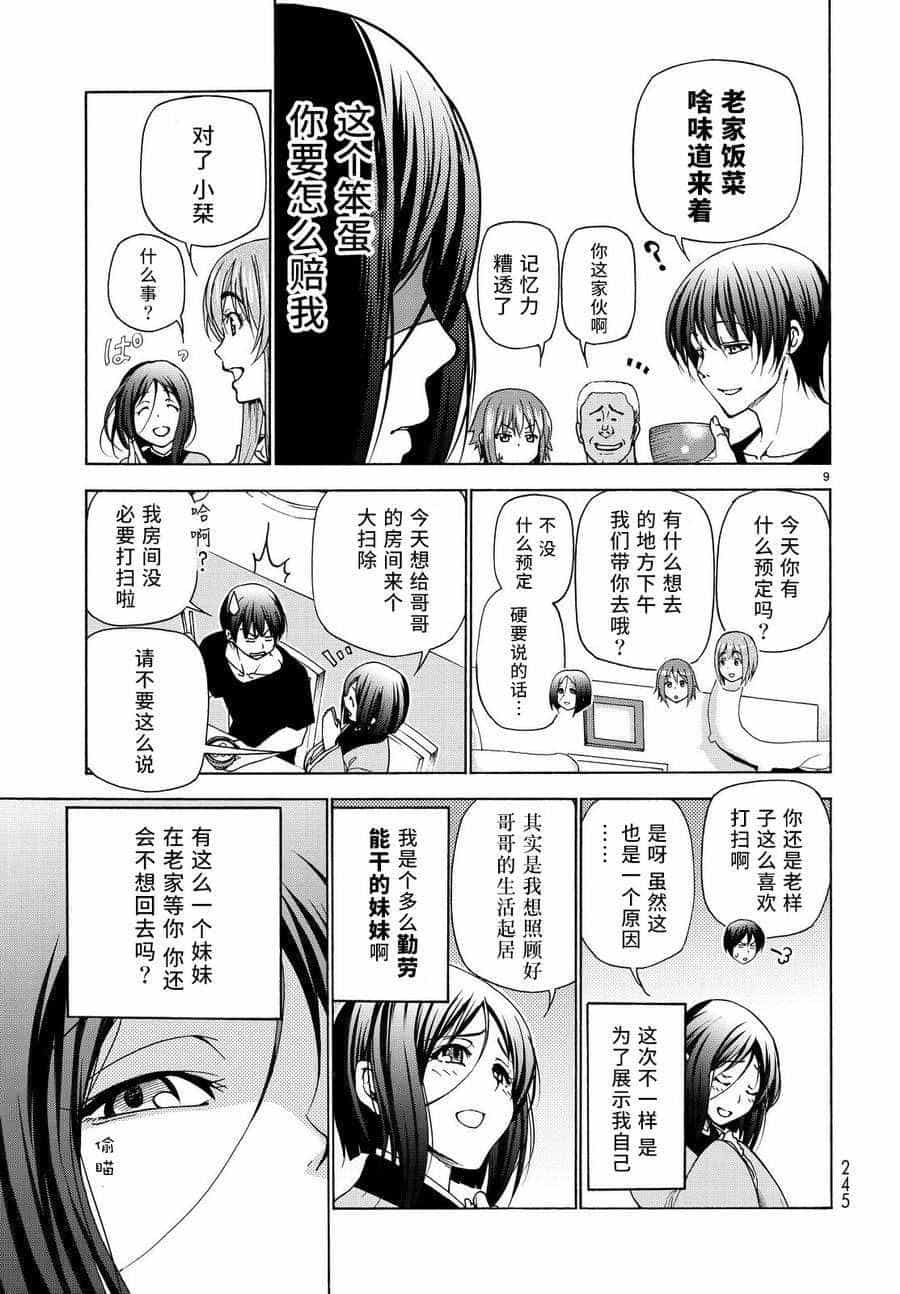 老家饭菜
啥味道来着
?
你这家
伙啊
记忆力
糟透了
这个笨蛋
你要怎么赔我
对了 小
栞
什么
事？
ぱぁっ
9
今天你有
什么预定吗？
有什么想去
的地方下午
我们带你去哦？
不 没
什么预定
硬要说
的话…
今天想给哥哥
的房间来个
大扫除
…
哈
啊？
我房间没
必要打扫啦
请不要这么
说
你还是老样
子这么喜欢
打扫啊
是呀 虽然这
也是一个原因
……
这次不一样 是
为了展示我自己
其实是我想照顾好
哥哥的生活起居
我是个多么勤劳
能干的妹妹啊
有这么一个妹妹
在老家等你 你还
会不想回去吗？
偷
瞄
245